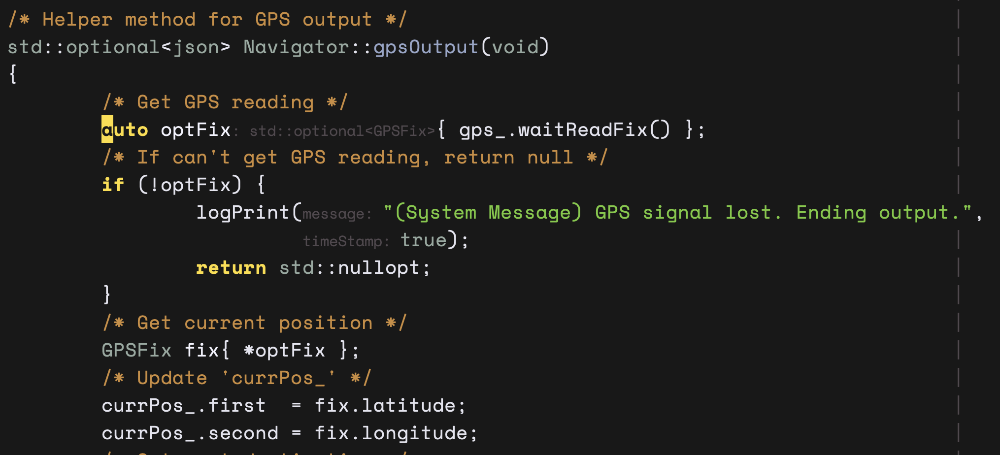 /* Helper method for GPS output */
std::optional<json> Navigator::gpsOutput(void)
{
        /* Get GPS reading */
        auto optFix: std::optional<GPSFix>{ gps_.waitReadFix() };
        /* If can't get GPS reading, return null */
        if (!optFix) {
                logPrint(message: "(System Message) GPS signal lost. Ending output.",
                         timeStamp: true);
                return std::nullopt;
        }
        /* Get current position */
        GPSFix fix{ *optFix };
        /* Update 'currPos_' */
        currPos_.first  = fix.latitude;
        currPos_.second = fix.longitude;